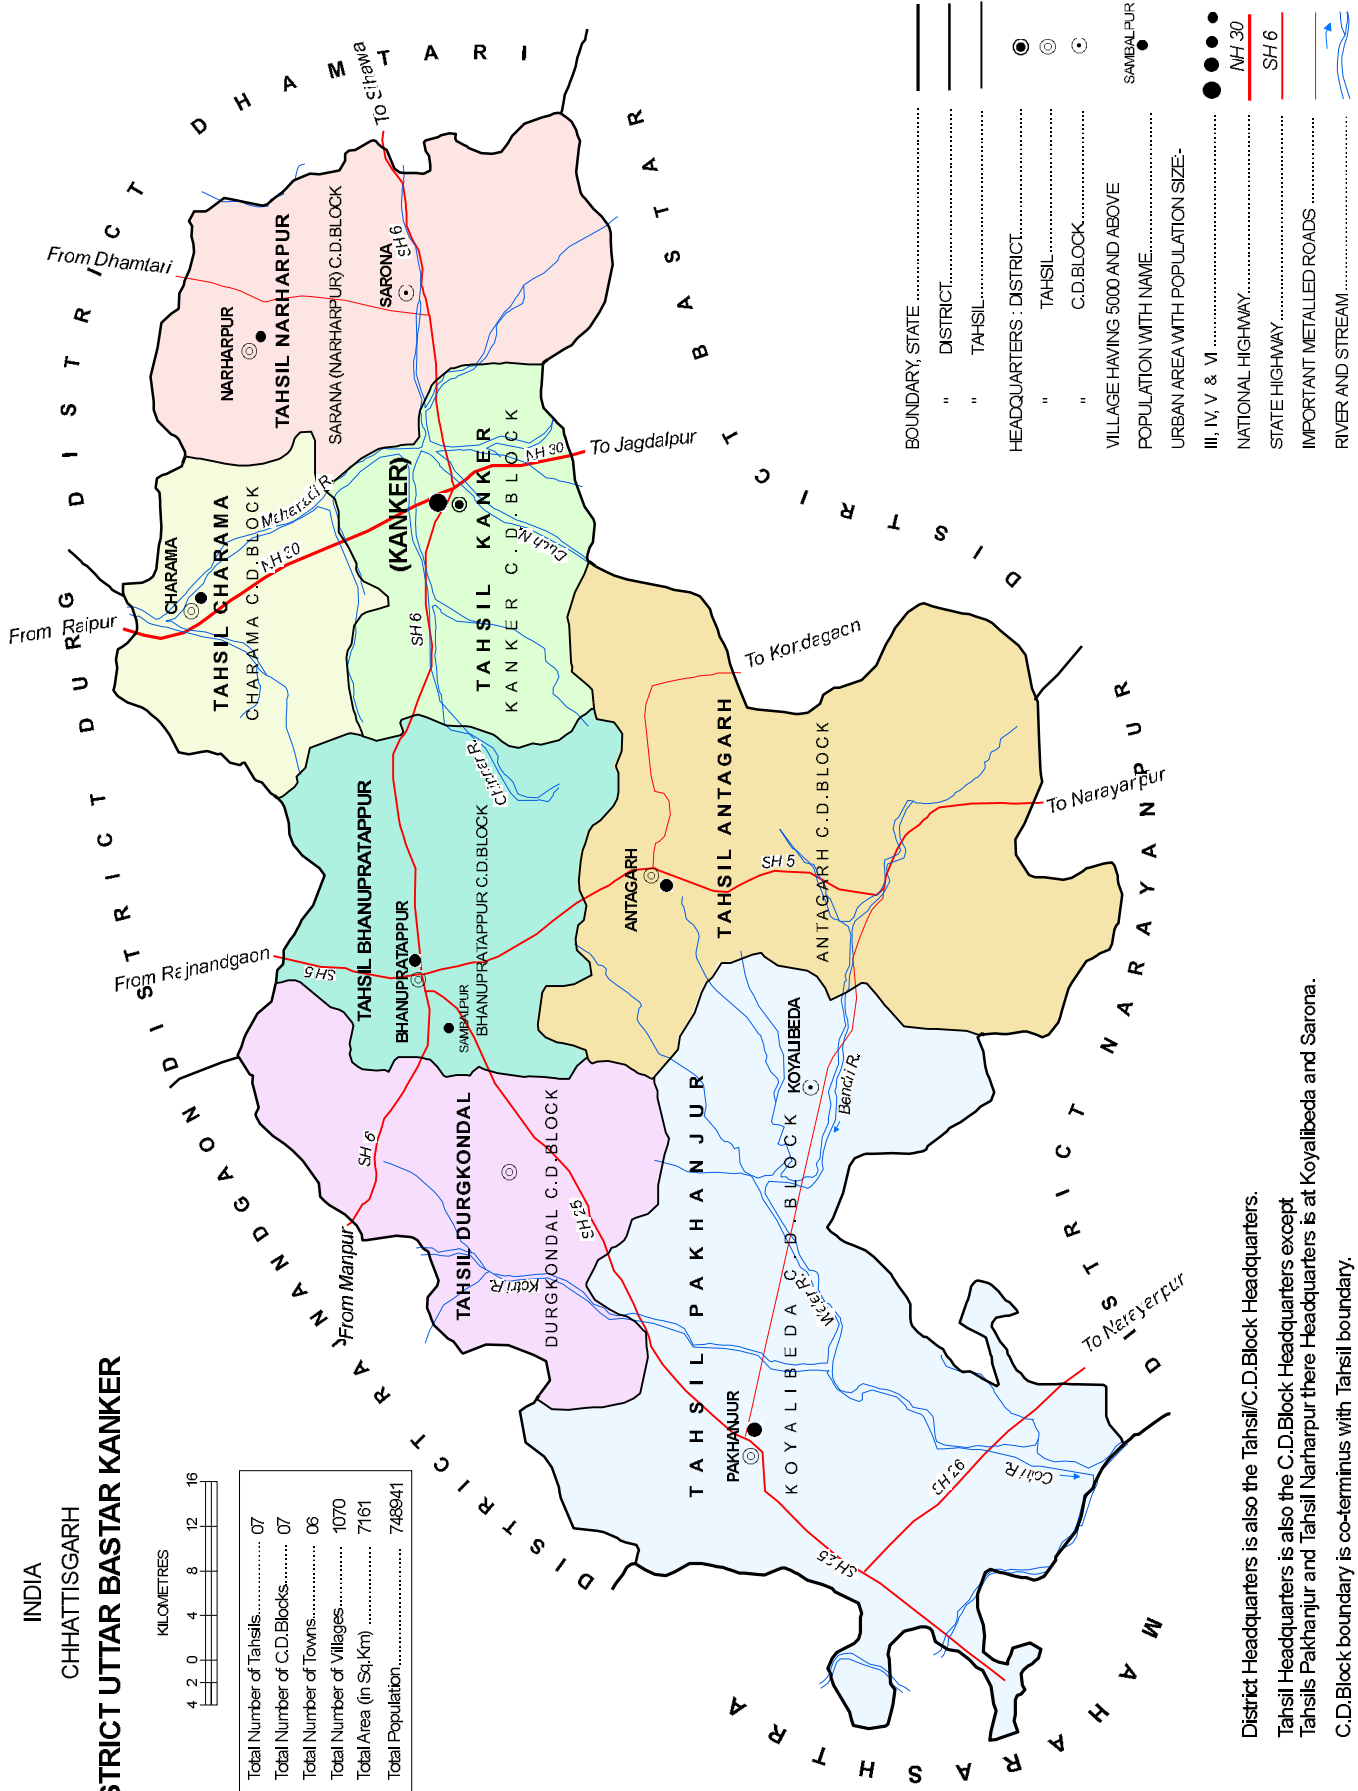 INDIA
CHHATTISGARH
STRICT UTTAR BASTAR KANKER
KILOMETRES
4 2 0 4 8 12 16
Total Number of Tahsils.......... 07
Total Number of C.D.Blocks....... 07
Total Number of Towns............ 06
Total Number of Villages......... 1070
Total Area (in Sq.Km) ........... 7161
Total Population................. 748941
DISTRICT RAJNANDGAON
DISTRICT DURG
DISTRICT DHAMTARI
DISTRICT BASTAR
DISTRICT NARAYANPUR
MAHARASHTRA
From Manpur
From Rajnandgaon
From Raipur
From Dhamtari
To Sihawa
To Jagdalpur
To Kondagaon
To Narayanpur
To Narayanpur
TAHSIL CHARAMA
CHARAMA C.D.BLOCK
CHARAMA
Mahanadi R.
NH 30
TAHSIL NARHARPUR
SARANA (NARHARPUR) C.D.BLOCK
NARHARPUR
SARONA
SH 6
(KANKER)
TAHSIL KANKER
KANKER C.D.BLOCK
NH 30
SH 6
Dudh N.
TAHSIL BHANUPRATAPPUR
BHANUPRATAPPUR C.D.BLOCK
BHANUPRATAPPUR
SAMBALPUR
SH 5
Chinar R.
TAHSIL DURGKONDAL
DURGKONDAL C.D.BLOCK
SH 6
SH 25
Kotri R.
TAHSIL ANTAGARH
ANTAGARH C.D.BLOCK
ANTAGARH
SH 5
TAHSIL PAKHANJUR
KOYALIBEDA C.D.BLOCK
KOYALIBEDA
PAKHANJUR
SH 25
SH 26
BOUNDARY, STATE
" DISTRICT
" TAHSIL
HEADQUARTERS : DISTRICT
" TAHSIL
" C.D.BLOCK
VILLAGE HAVING 5000 AND ABOVE
POPULATION WITH NAME SAMBALPUR
URBAN AREA WITH POPULATION SIZE:-
III, IV, V & VI
NATIONAL HIGHWAY NH 30
STATE HIGHWAY SH 6
IMPORTANT METALLED ROADS
RIVER AND STREAM
District Headquarters is also the Tahsil/C.D.Block Headquarters.
Tahsil Headquarters is also the C.D.Block Headquarters except
Tahsils Pakhanjur and Tahsil Narharpur there Headquarters is at Koyalibeda and Sarona.
C.D.Block boundary is co-terminus with Tahsil boundary.